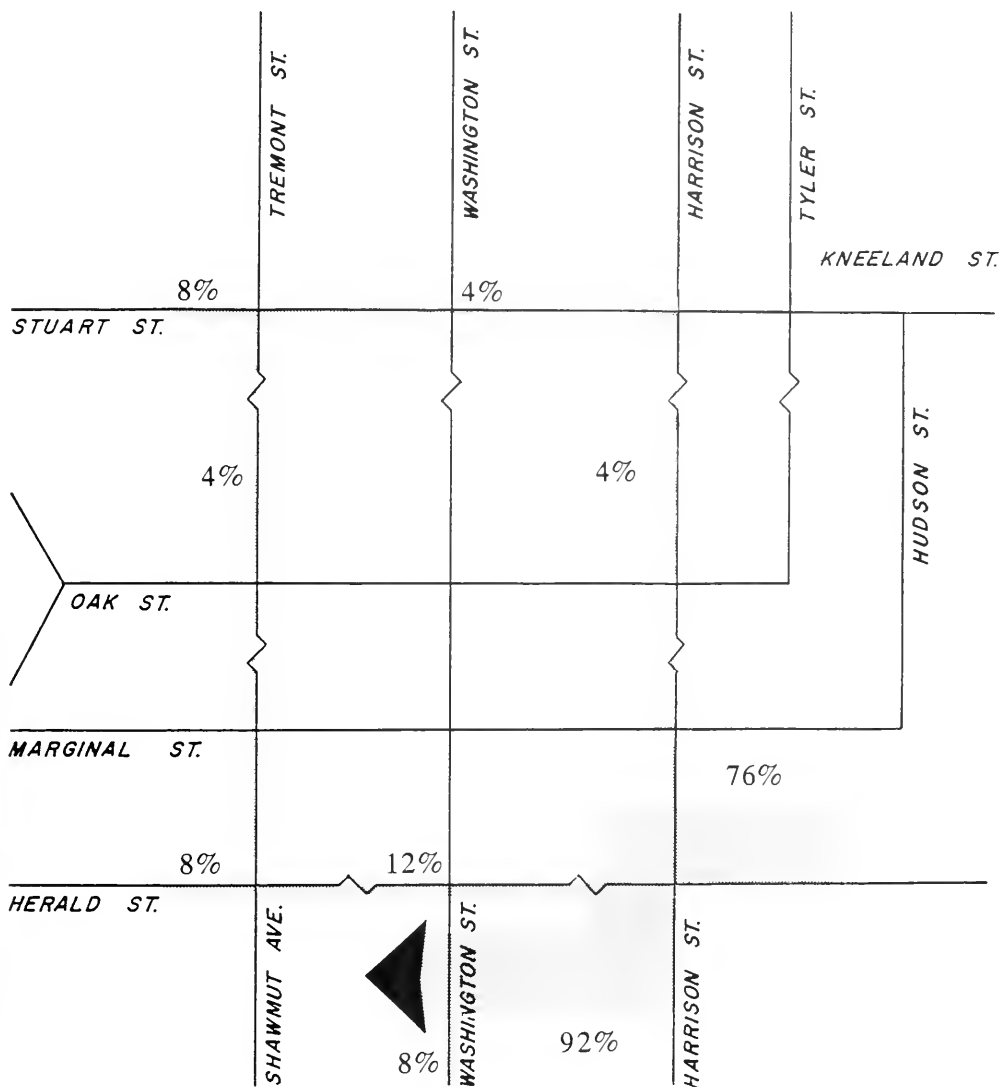 TREMONT ST.
WASHINGTON ST.
HARRISON ST.
TYLER ST.
KNEELAND ST.
8%
4%
STUART ST.
HUDSON ST.
4%
4%
OAK ST.
MARGINAL ST.
76%
8%
12%
HERALD ST.
SHAWMUT AVE.
WASHINGTON ST.
HARRISON ST.
8%
92%